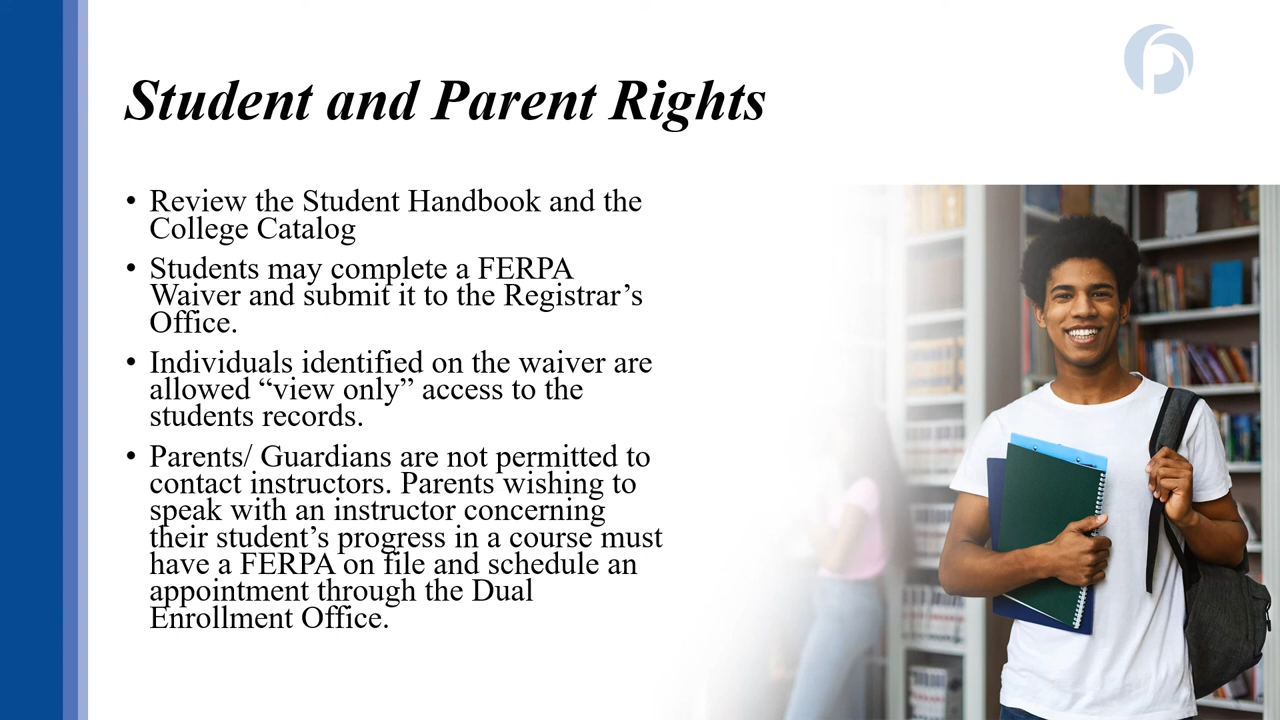 Student and Parent Rights
• Review the Student Handbook and the
College Catalog
• Students may complete a FERPA
Waiver and submit it to the Registrar’s
Office.
• Individuals identified on the waiver are
allowed “view only” access to the
students records.
• Parents/ Guardians are not permitted to
contact instructors. Parents wishing to
speak with an instructor concerning
their student’s progress in a course must
have a FERPA on file and schedule an
appointment through the Dual
Enrollment Office.